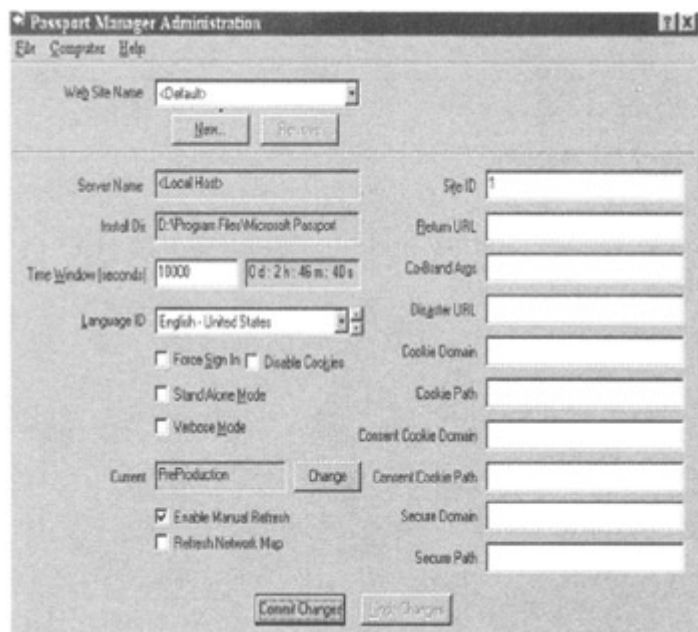 Passport Manager Administration
File Computer Help
Web Site Name <Default>
New... Remove
Server Name <Local Host>
Install Dir D:\Program Files\Microsoft Passport
Time Window (seconds) 10000 0 d : 2 h : 46 m : 40 s
Language ID English - United States
Force Sign In Disable Cookies
StandAlone Mode
Verbose Mode
Current PreProduction Change
Enable Manual Refresh
Refresh Network Map
Site ID 1
Return URL
Co-Brand Args
Disaster URL
Cookie Domain
Cookie Path
Consent Cookie Domain
Consent Cookie Path
Secure Domain
Secure Path
Commit Changes Undo Changes